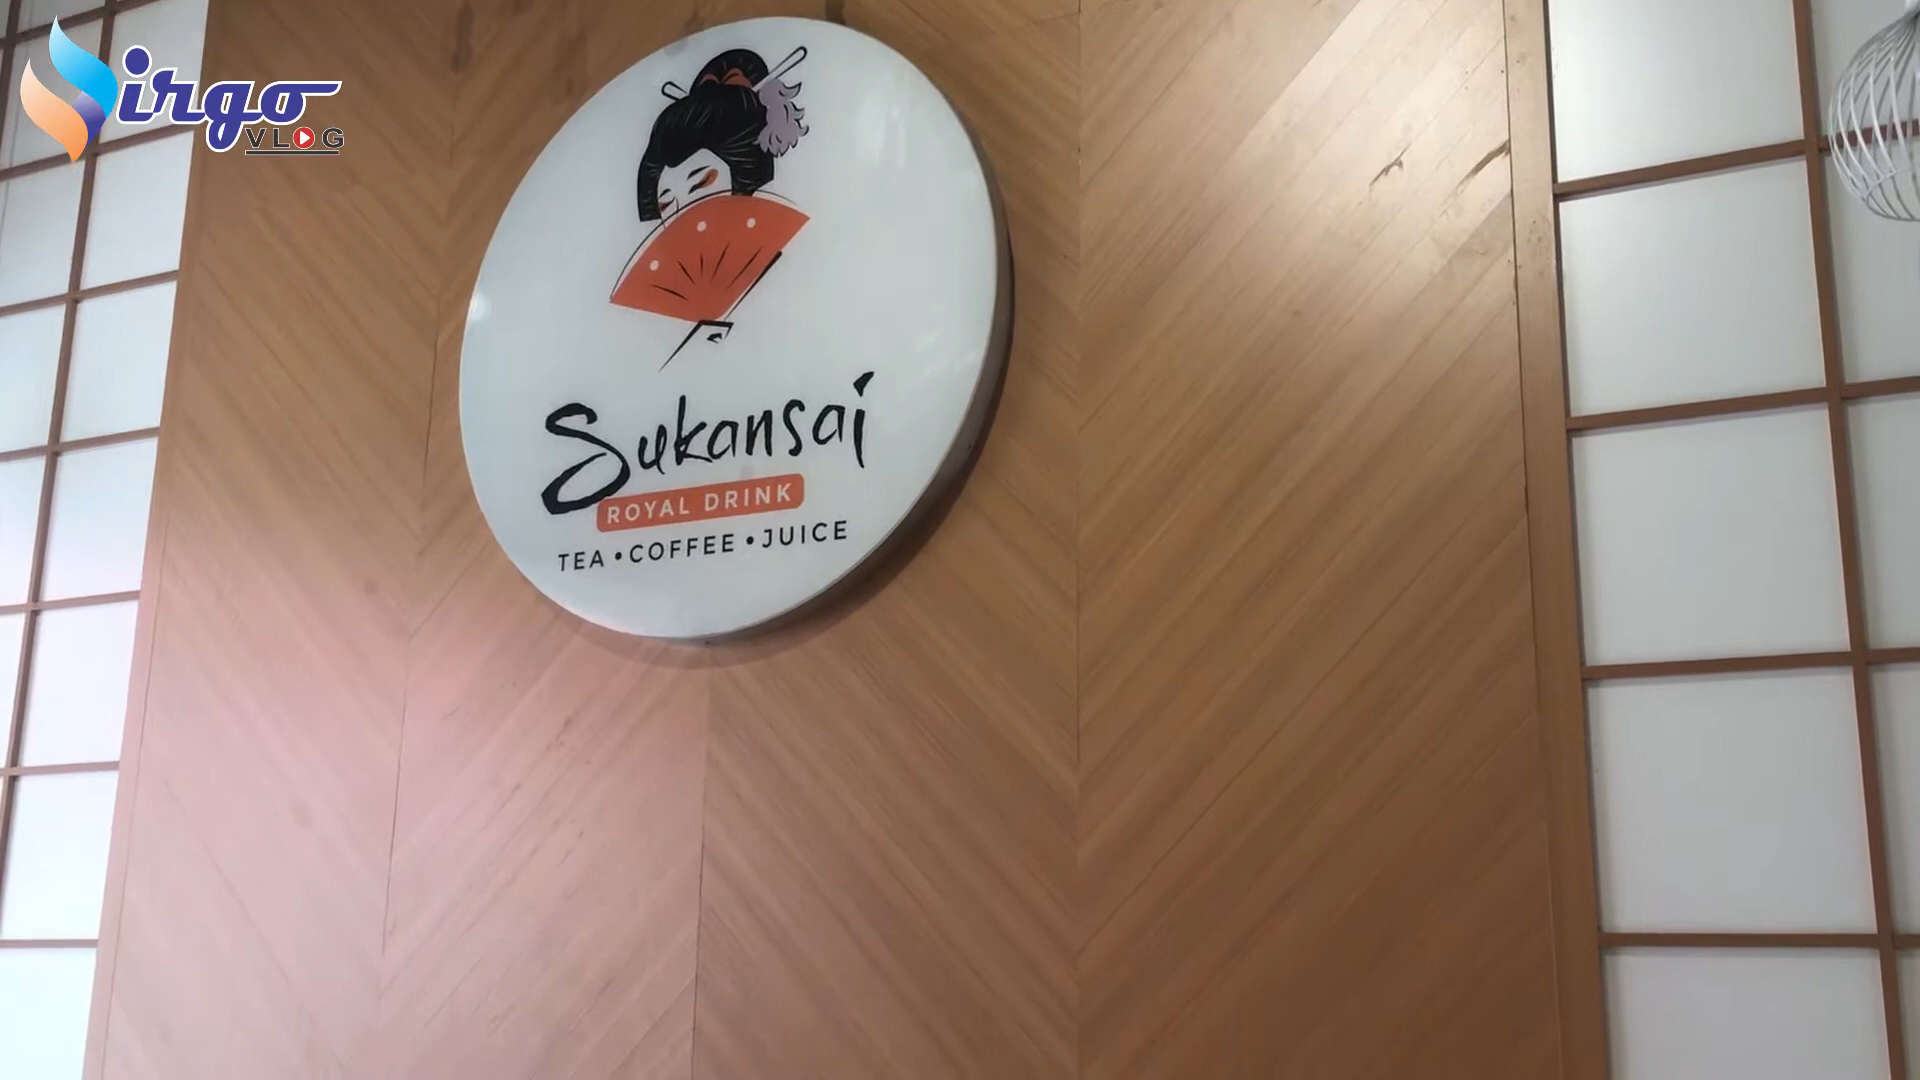 Virgo
VLOG
Sukansai
ROYAL DRINK
TEA • COFFEE • JUICE